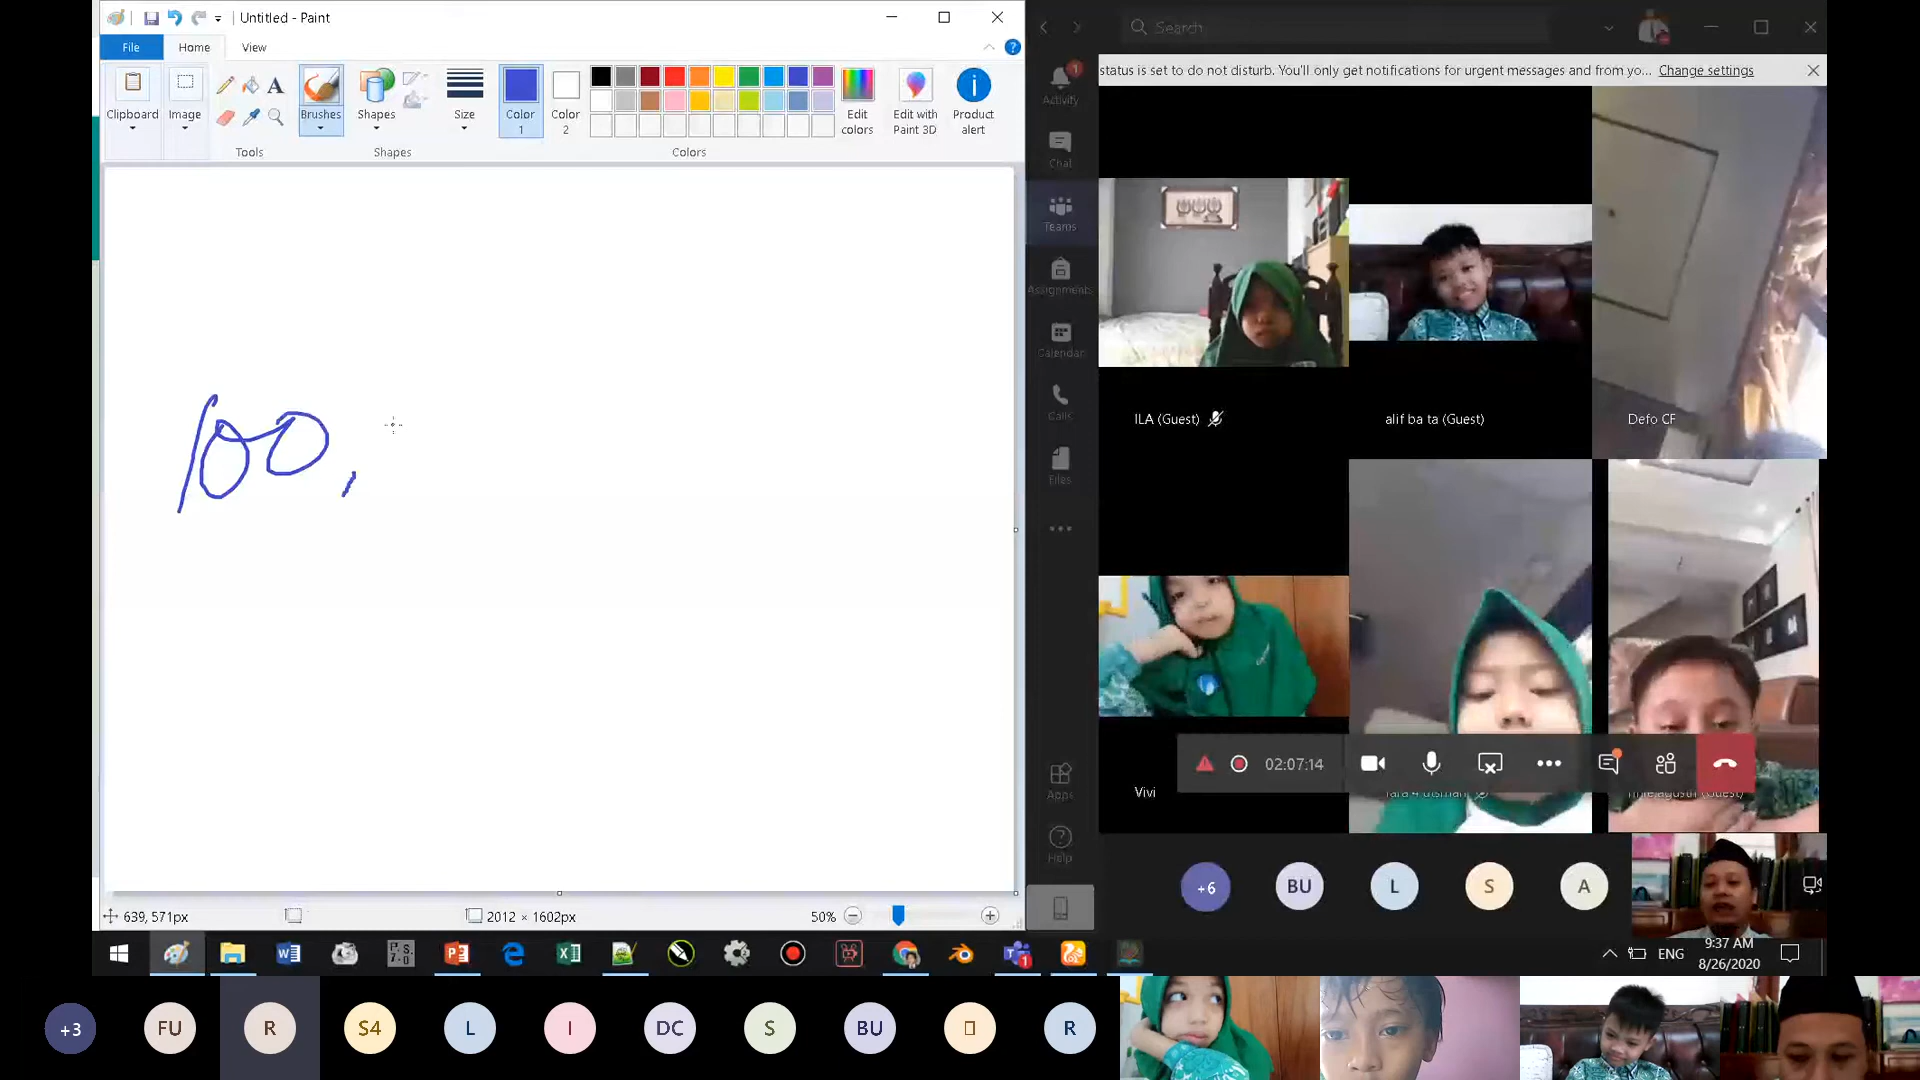 Untitled - Paint
File
Home
View
Clipboard
Image
Tools
Brushes
Shapes
Shapes
Size
Color 1
Color 2
Edit colors
Edit with Paint 3D
Product alert
Colors
100,
639, 571px
2012 × 1602px
50%
Search
status is set to do not disturb. You'll only get notifications for urgent messages and from yo...
Change settings
1
Activity
Chat
Teams
Assignments
Calendar
Calls
Files
Apps
Help
ILA (Guest)
alif ba ta (Guest)
Defo CF
Vivi
02:07:14
+6
BU
L
S
A
ENG
9:37 AM
8/26/2020
+3
FU
R
S4
L
I
DC
S
BU
R